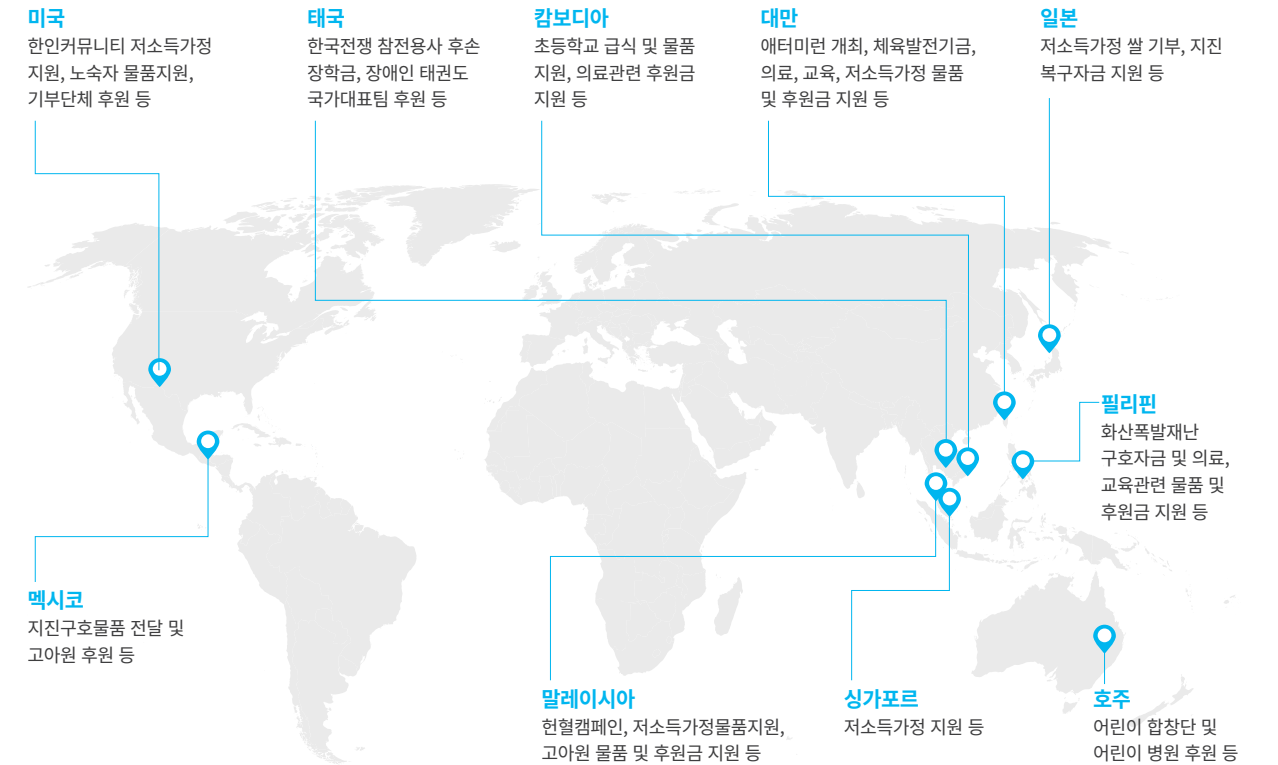 미국
한인커뮤니티 저소득가정
지원, 노숙자 물품지원,
기부단체 후원 등
태국
한국전쟁 참전용사 후손
장학금, 장애인 태권도
국가대표팀 후원 등
캄보디아
초등학교 급식 및 물품
지원, 의료관련 후원금
지원 등
대만
애터미런 개최, 체육발전기금,
의료, 교육, 저소득가정 물품
및 후원금 지원 등
일본
저소득가정 쌀 기부, 지진
복구자금 지원 등
필리핀
화산폭발재난
구호자금 및 의료,
교육관련 물품 및
후원금 지원 등
멕시코
지진구호물품 전달 및
고아원 후원 등
말레이시아
헌혈캠페인, 저소득가정물품지원,
고아원 물품 및 후원금 지원 등
싱가포르
저소득가정 지원 등
호주
어린이 합창단 및
어린이 병원 후원 등